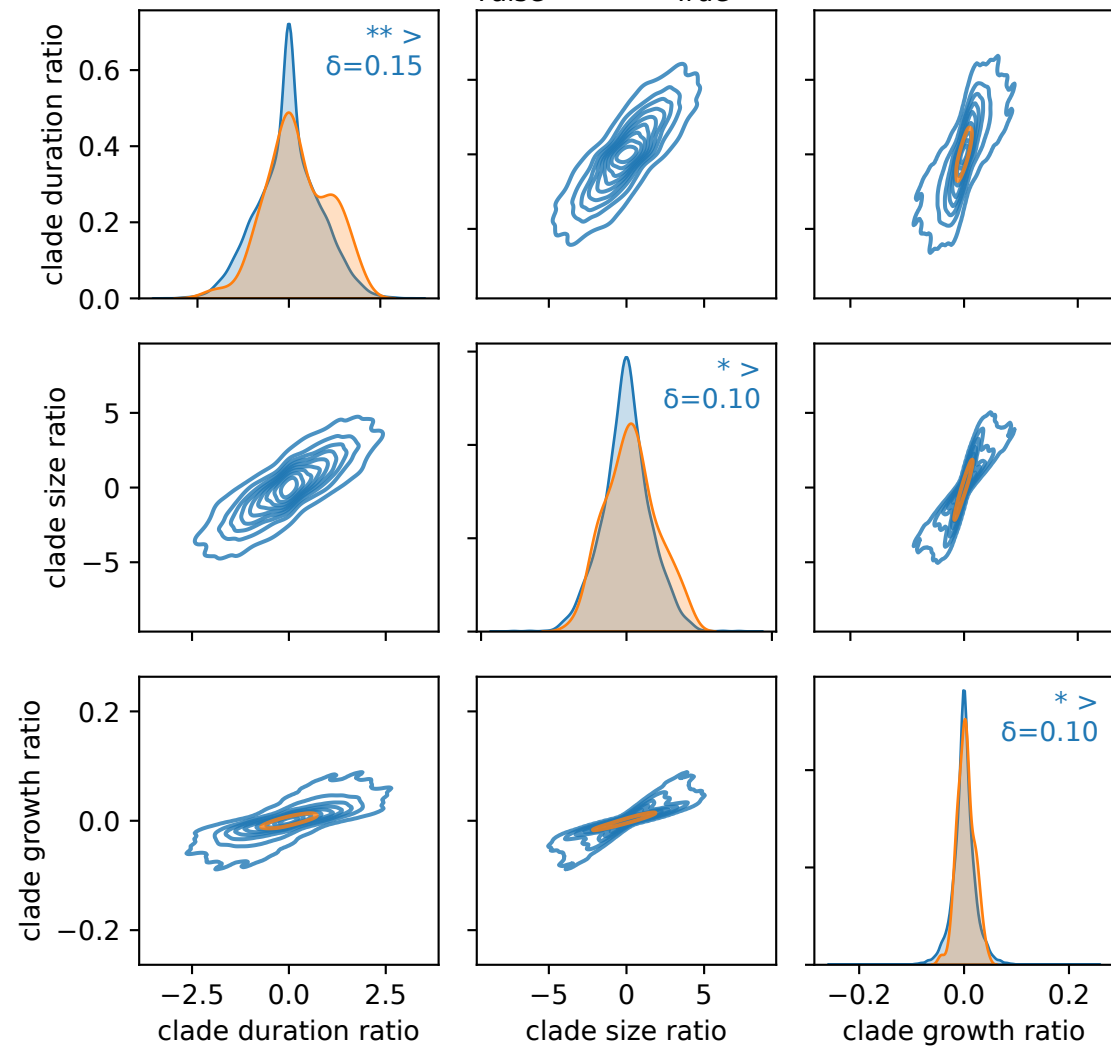 clade duration ratio
0.6
0.4
0.2
0.0
** >
δ=0.15
clade size ratio
5
0
−5
* >
δ=0.10
clade growth ratio
0.2
0.0
−0.2
* >
δ=0.10
−2.5 0.0 2.5
−5 0 5
−0.2 0.0 0.2
clade duration ratio
clade size ratio
clade growth ratio